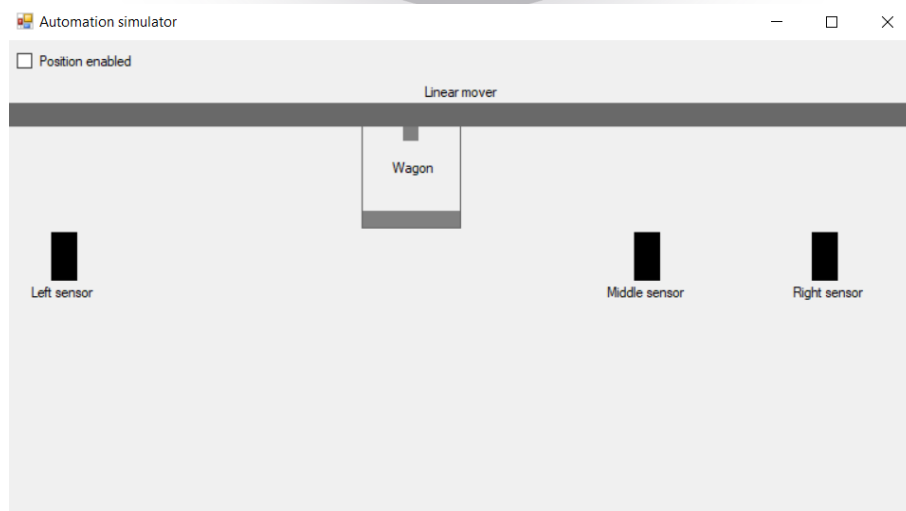 Automation simulator
Position enabled
Linear mover
Wagon
Left sensor
Middle sensor
Right sensor